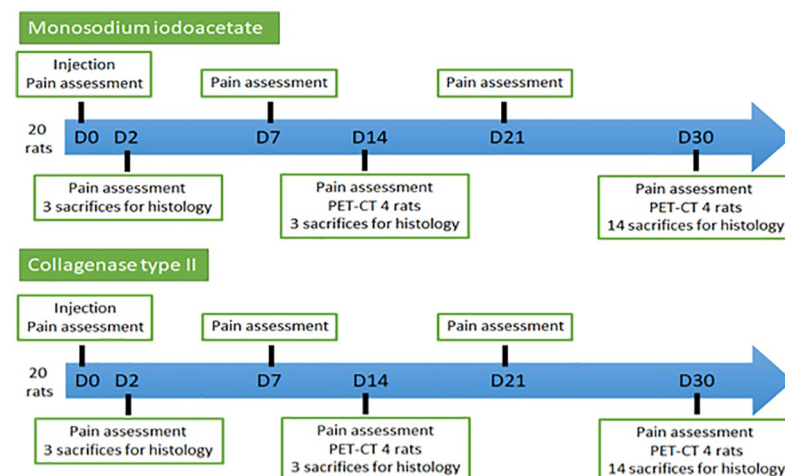 Monosodium iodoacetate
Injection
Pain assessment
Pain assessment
Pain assessment
20
rats
D0 D2 D7 D14 D21 D30
Pain assessment
3 sacrifices for histology
Pain assessment
PET-CT 4 rats
3 sacrifices for histology
Pain assessment
PET-CT 4 rats
14 sacrifices for histology
Collagenase type II
Injection
Pain assessment
Pain assessment
Pain assessment
20
rats
D0 D2 D7 D14 D21 D30
Pain assessment
3 sacrifices for histology
Pain assessment
PET-CT 4 rats
3 sacrifices for histology
Pain assessment
PET-CT 4 rats
14 sacrifices for histology